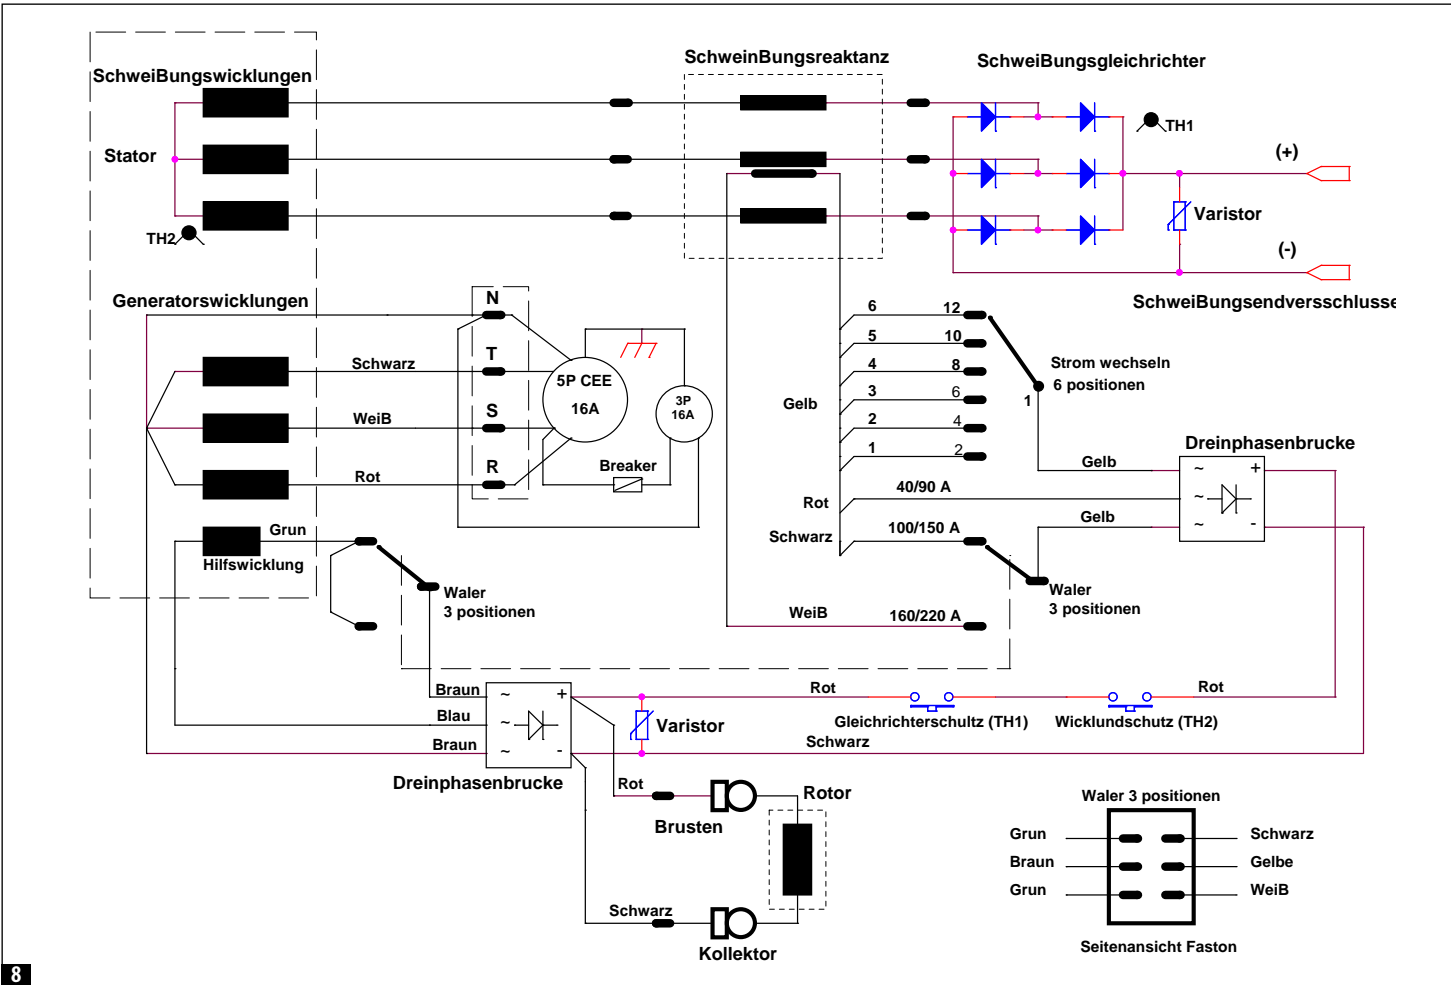 SchweiBungswicklungen
SchweinBungsreaktanz
SchweiBungsgleichrichter
TH1
Stator
(+)
Varistor
TH2
(-)
Generatorswicklungen
SchweiBungsendversschlusse
N
T
S
R
Schwarz
WeiB
Rot
5P CEE
16A
3P
16A
Breaker
Grun
Hilfswicklung
Waler
3 positionen
6
5
4
3
2
1
12
10
8
6
4
2
Gelb
Strom wechseln
6 positionen
1
Gelb
Dreinphasenbrucke
~
~
~
+
-
Rot
40/90 A
Schwarz
100/150 A
Gelb
Waler
3 positionen
WeiB
160/220 A
Braun
Blau
Braun
~
~
~
+
-
Dreinphasenbrucke
Varistor
Rot
Rot
Gleichrichterschultz (TH1)
Wicklundschutz (TH2)
Schwarz
Rot
Brusten
Rotor
Schwarz
Kollektor
Waler 3 positionen
Grun
Schwarz
Braun
Gelbe
Grun
WeiB
Seitenansicht Faston
8